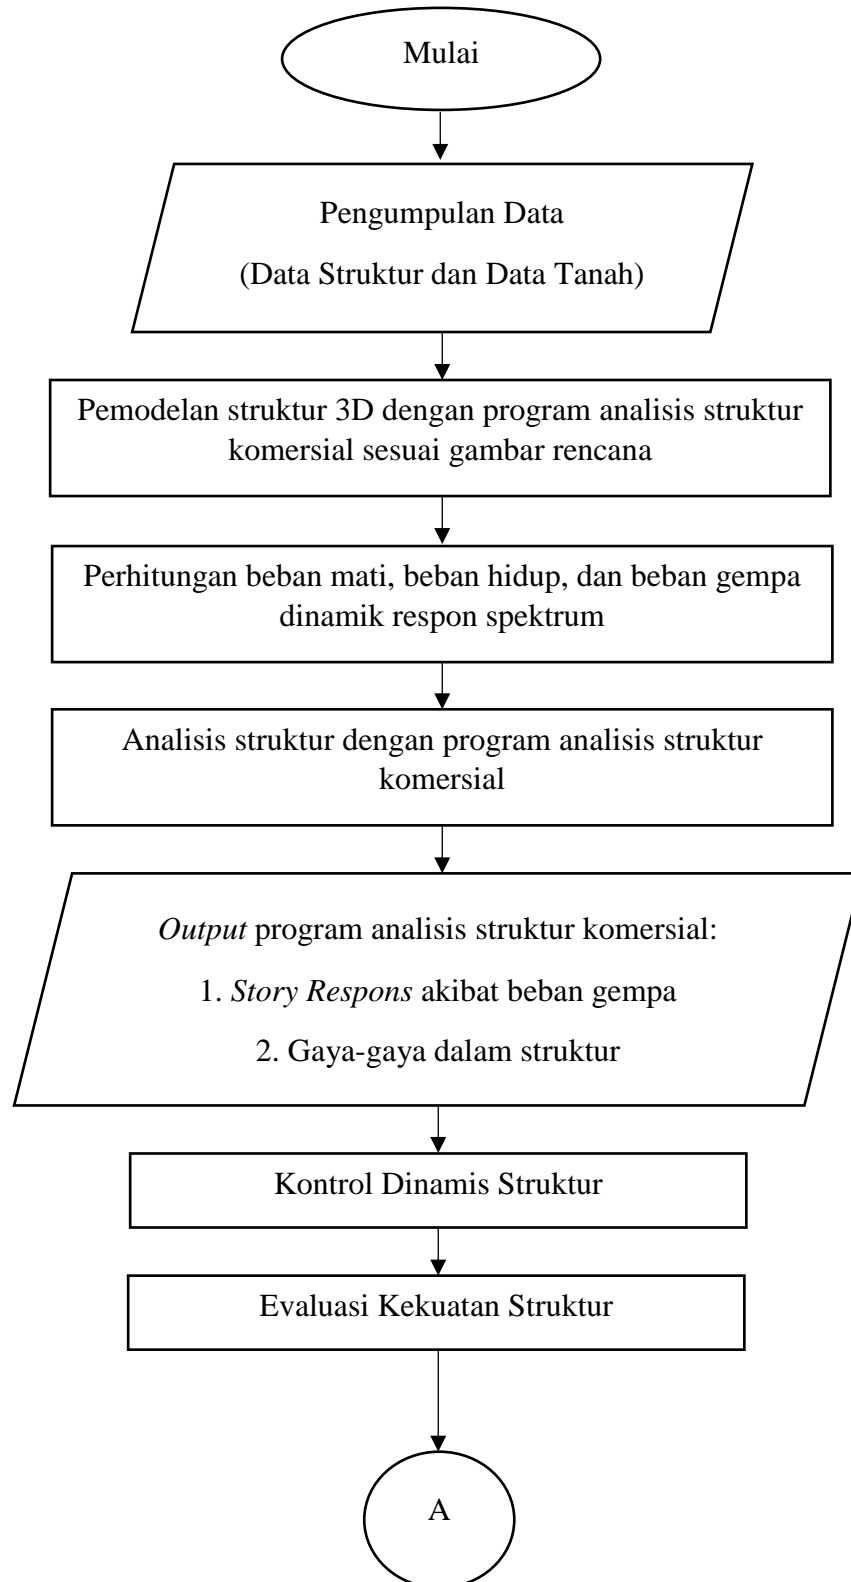 Mulai
Pengumpulan Data
(Data Struktur dan Data Tanah)
Pemodelan struktur 3D dengan program analisis struktur
komersial sesuai gambar rencana
Perhitungan beban mati, beban hidup, dan beban gempa
dinamik respon spektrum
Analisis struktur dengan program analisis struktur
komersial
Output program analisis struktur komersial:
1. Story Respons akibat beban gempa
2. Gaya-gaya dalam struktur
Kontrol Dinamis Struktur
Evaluasi Kekuatan Struktur
A